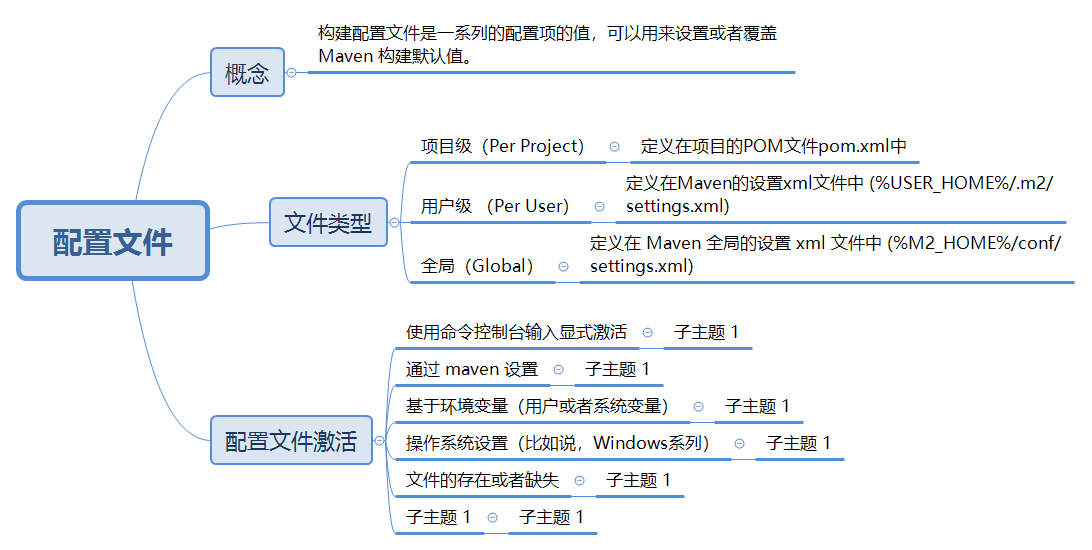 构建配置文件是一系列的配置项的值，可以用来设置或者覆盖
Maven 构建默认值。
概念
项目级（Per Project）
定义在项目的POM文件pom.xml中
定义在Maven的设置xml文件中 (%USER_HOME%/.m2/
settings.xml)
用户级 （Per User）
文件类型
配置文件
定义在 Maven 全局的设置 xml 文件中 (%M2_HOME%/conf/
settings.xml)
全局（Global）
使用命令控制台输入显式激活
子主题 1
通过 maven 设置
子主题 1
基于环境变量（用户或者系统变量）
子主题 1
配置文件激活
操作系统设置（比如说，Windows系列）
子主题 1
文件的存在或者缺失
子主题 1
子主题 1
子主题 1